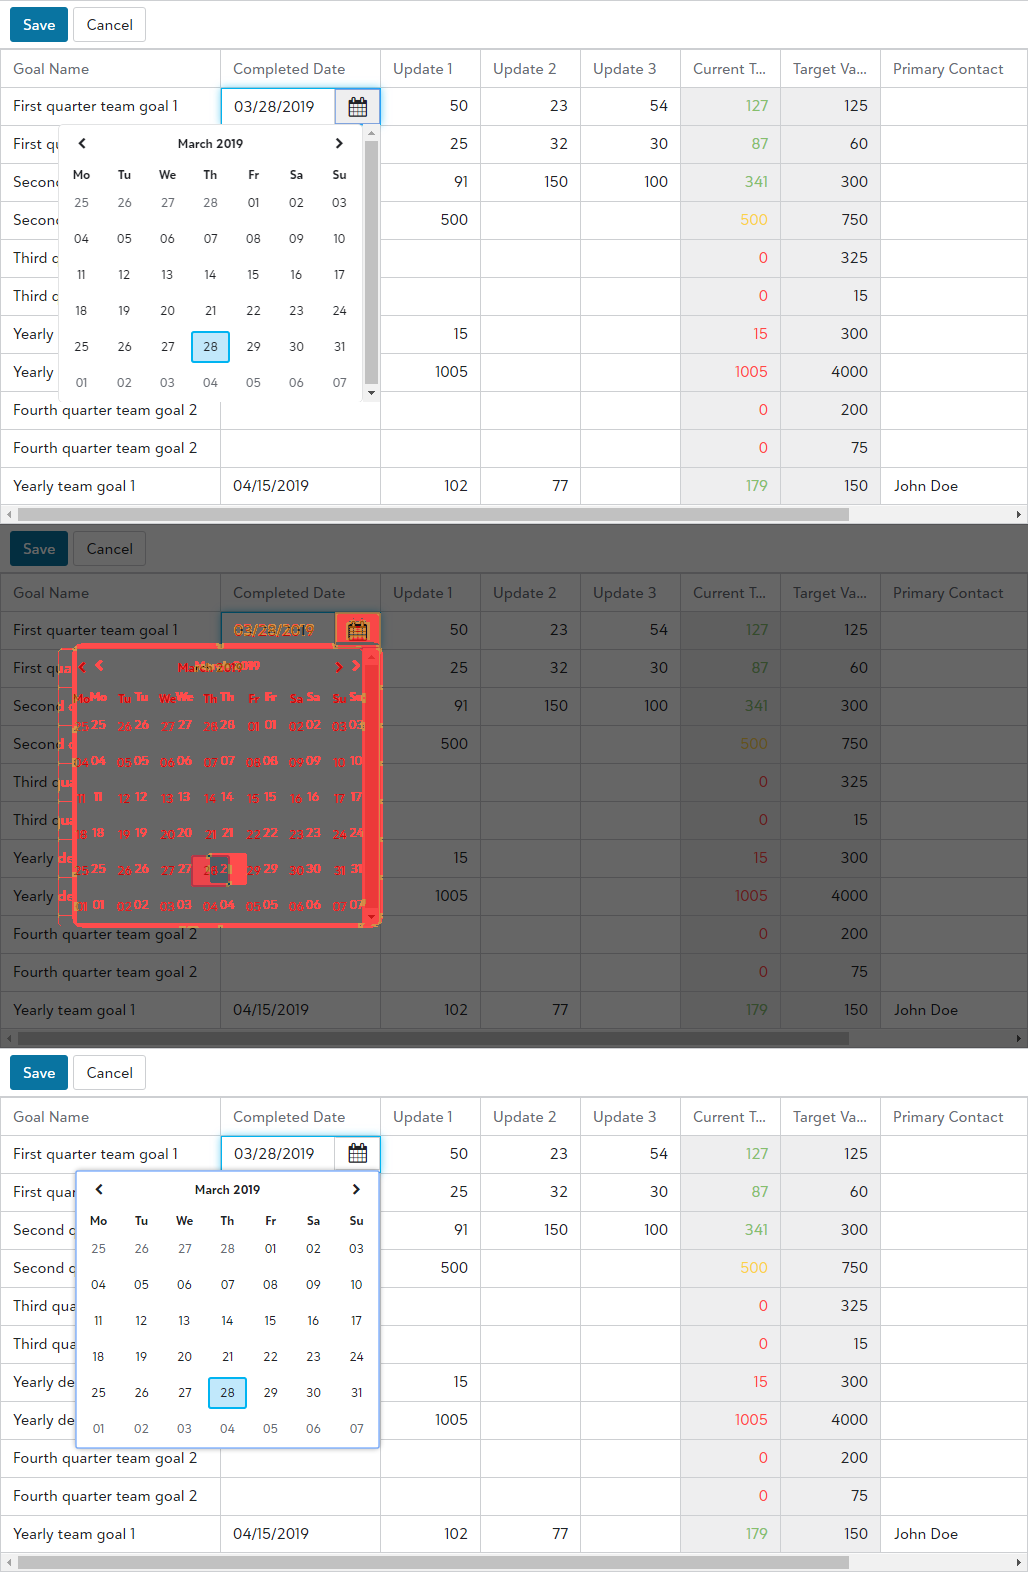 Save Cancel
Goal Name Completed Date Update 1 Update 2 Update 3 Current T... Target Va... Primary Contact
First quarter team goal 1 03/28/2019 50 23 54 127 125
First qu 25 32 30 87 60
March 2019
Mo Tu We Th Fr Sa Su
Second 91 150 100 341 300
25 26 27 28 01 02 03
Secon 500 500 750
04 05 06 07 08 09 10
Third 0 325
11 12 13 14 15 16 17
Third 0 15
18 19 20 21 22 23 24
Yearly 15 15 300
25 26 27 28 29 30 31
Yearly 1005 1005 4000
01 02 03 04 05 06 07
Fourth quarter team goal 2 0 200
Fourth quarter team goal 2 0 75
Yearly team goal 1 04/15/2019 102 77 179 150 John Doe
Save Cancel
Goal Name Completed Date Update 1 Update 2 Update 3 Current T... Target Va... Primary Contact
First quarter team goal 1 50 23 54 127 125
First 25 32 30 87 60
Mo Tu We Th Fr Sa Su
Second 91 150 100 341 300
25 26 27 28 01 02 03
Second 500 500 750
04 05 06 07 08 09 10
Third 0 325
11 12 13 14 15 16 17
Third 0 15
18 19 20 21 22 23 24
Yearly 15 15 300
25 26 27 28 29 30 31
Yearly 1005 1005 4000
01 02 03 04 05 06 07
Fourth quarter team goal 2 0 200
Fourth quarter team goal 2 0 75
Yearly team goal 1 04/15/2019 102 77 179 150 John Doe
Save Cancel
Goal Name Completed Date Update 1 Update 2 Update 3 Current T... Target Va... Primary Contact
First quarter team goal 1 03/28/2019 50 23 54 127 125
First quar 25 32 30 87 60
March 2019
Mo Tu We Th Fr Sa Su
Second q 91 150 100 341 300
25 26 27 28 01 02 03
Second q 500 500 750
04 05 06 07 08 09 10
Third qua 0 325
11 12 13 14 15 16 17
Third qua 0 15
18 19 20 21 22 23 24
Yearly de 15 15 300
25 26 27 28 29 30 31
Yearly de 1005 1005 4000
01 02 03 04 05 06 07
Fourth quarter team goal 2 0 200
Fourth quarter team goal 2 0 75
Yearly team goal 1 04/15/2019 102 77 179 150 John Doe